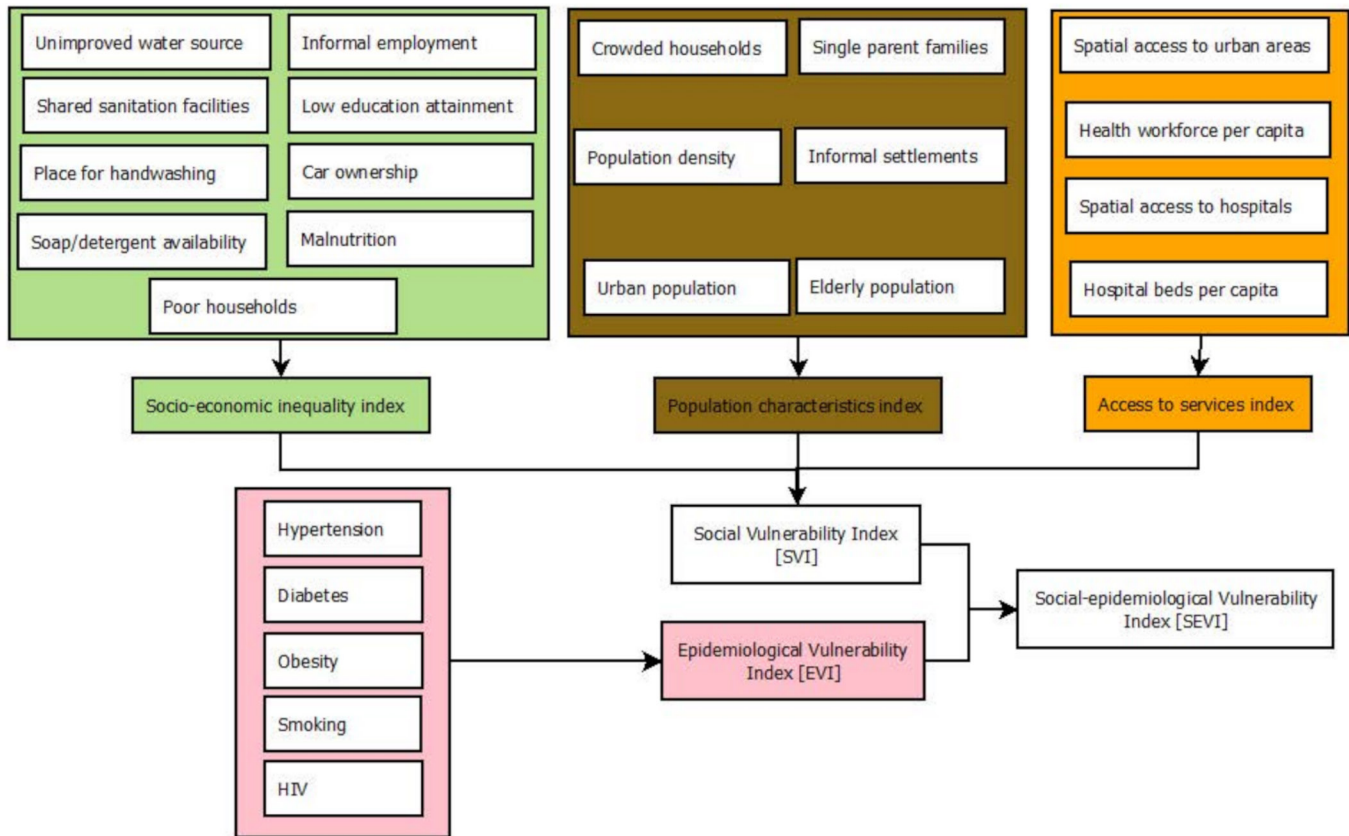 Unimproved water source
Informal employment
Shared sanitation facilities
Low education attainment
Place for handwashing
Car ownership
Soap/detergent availability
Malnutrition
Poor households
Crowded households
Single parent families
Population density
Informal settlements
Urban population
Elderly population
Spatial access to urban areas
Health workforce per capita
Spatial access to hospitals
Hospital beds per capita
Socio-economic inequality index
Population characteristics index
Access to services index
Hypertension
Diabetes
Obesity
Smoking
HIV
Social Vulnerability Index
[SVI]
Epidemiological Vulnerability
Index [EVI]
Social-epidemiological Vulnerability
Index [SEVI]